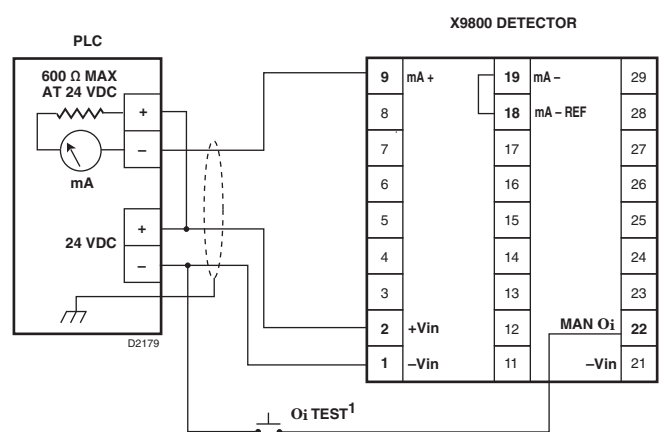 X9800 DETECTOR
PLC
600 Ω MAX
AT 24 VDC
+
–
mA
24 VDC
+
–
D2179
9 mA + 19 mA – 29
8 18 mA – REF 28
7 17 27
6 16 26
5 15 25
4 14 24
3 13 23
2 +Vin 12 MAN Oi 22
1 –Vin 11 –Vin 21
Oi TEST1